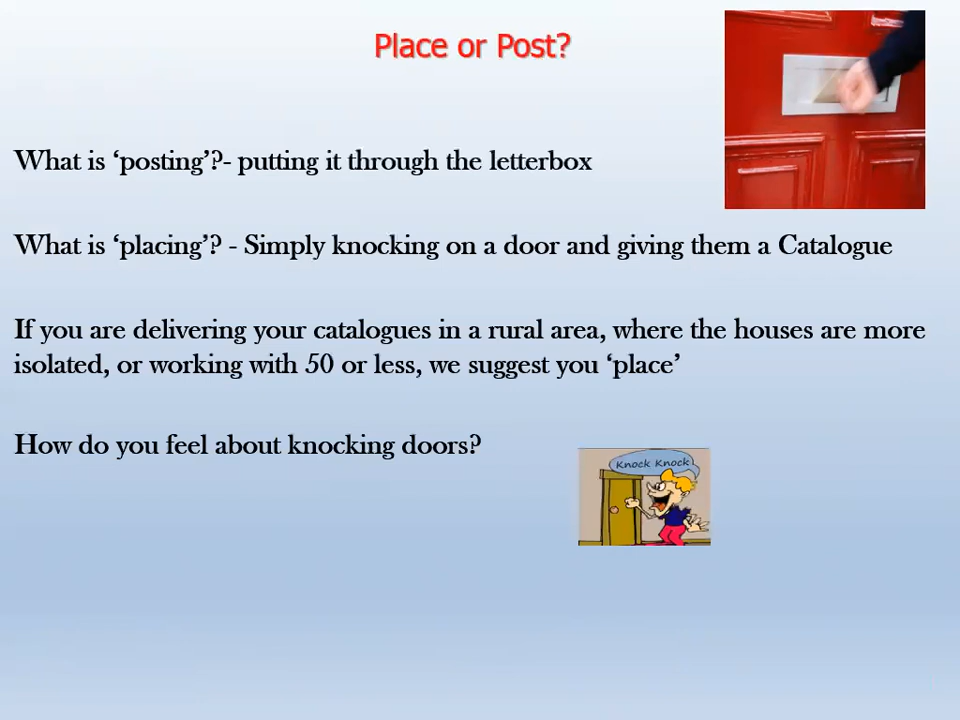 Place or Post?
What is ‘posting’?- putting it through the letterbox
What is ‘placing’? - Simply knocking on a door and giving them a Catalogue
If you are delivering your catalogues in a rural area, where the houses are more
isolated, or working with 50 or less, we suggest you ‘place’
How do you feel about knocking doors?
Knock Knock